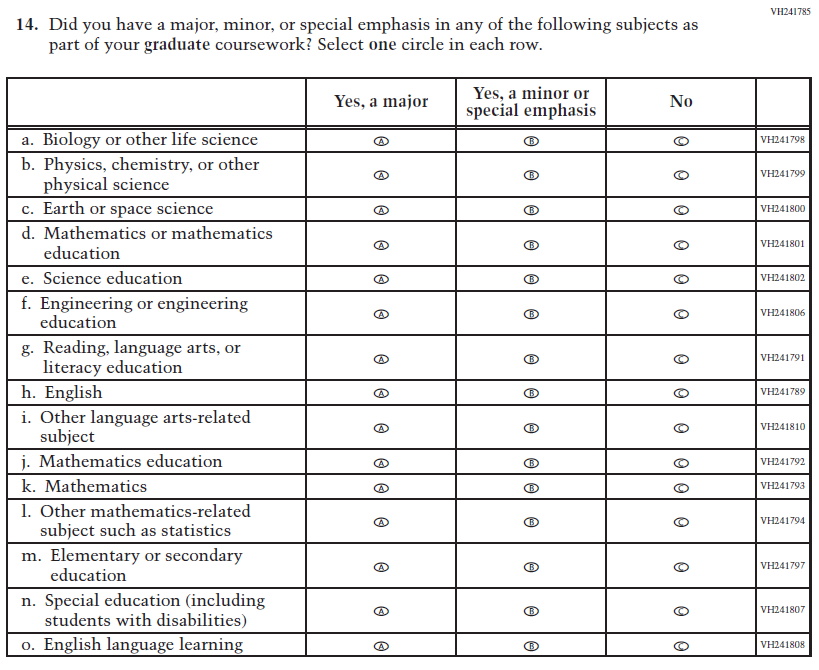 VH241785
14. Did you have a major, minor, or special emphasis in any of the following subjects as
part of your graduate coursework? Select one circle in each row.
Yes, a major Yes, a minor or special emphasis No
a. Biology or other life science A B C VH241798
b. Physics, chemistry, or other
physical science A B C VH241799
c. Earth or space science A B C VH241800
d. Mathematics or mathematics
education A B C VH241801
e. Science education A B C VH241802
f. Engineering or engineering
education A B C VH241806
g. Reading, language arts, or
literacy education A B C VH241791
h. English A B C VH241789
i. Other language arts-related
subject A B C VH241810
j. Mathematics education A B C VH241792
k. Mathematics A B C VH241793
l. Other mathematics-related
subject such as statistics A B C VH241794
m. Elementary or secondary
education A B C VH241797
n. Special education (including
students with disabilities) A B C VH241807
o. English language learning A B C VH241808